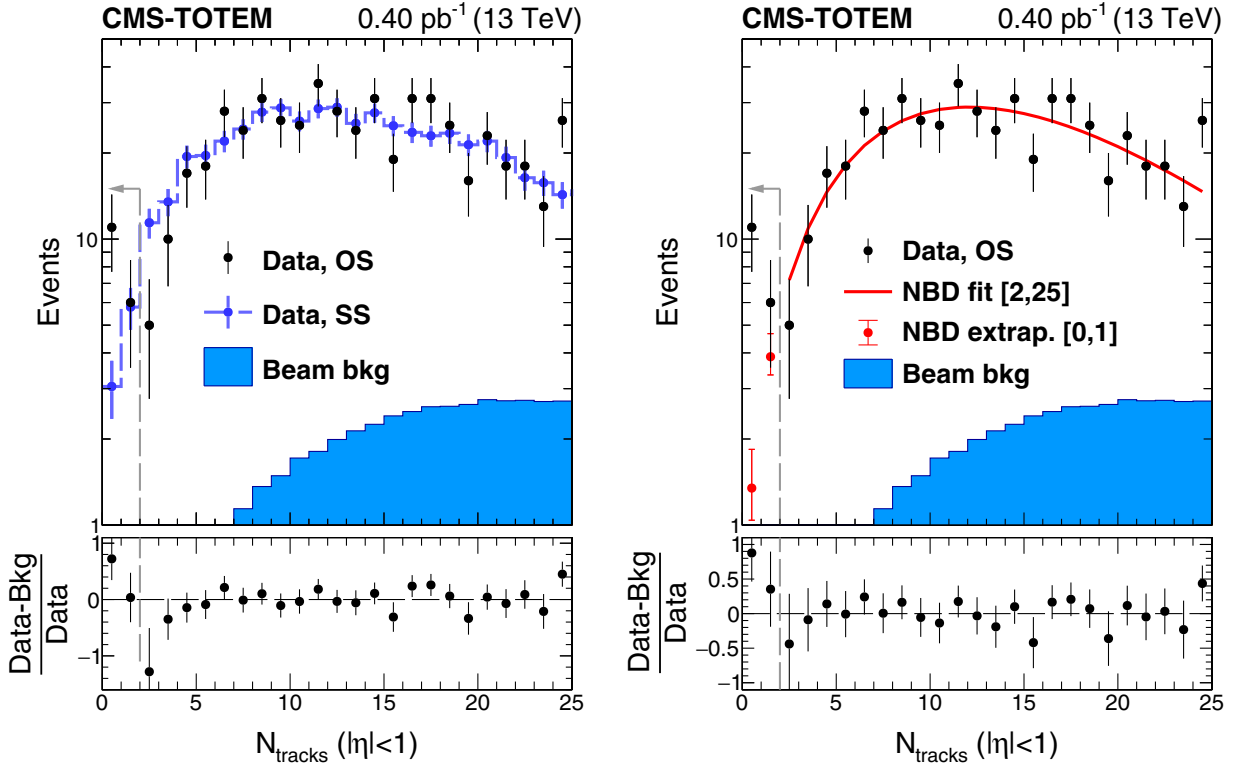 CMS-TOTEM 0.40 pb⁻¹ (13 TeV)
Events
10
1
Data, OS
Data, SS
Beam bkg
Data-Bkg
Data
1
0
−1
0 5 10 15 20 25
N_tracks (|η|<1)
CMS-TOTEM 0.40 pb⁻¹ (13 TeV)
Events
10
1
Data, OS
NBD fit [2,25]
NBD extrap. [0,1]
Beam bkg
Data-Bkg
Data
1
0.5
0
−0.5
−1
0 5 10 15 20 25
N_tracks (|η|<1)